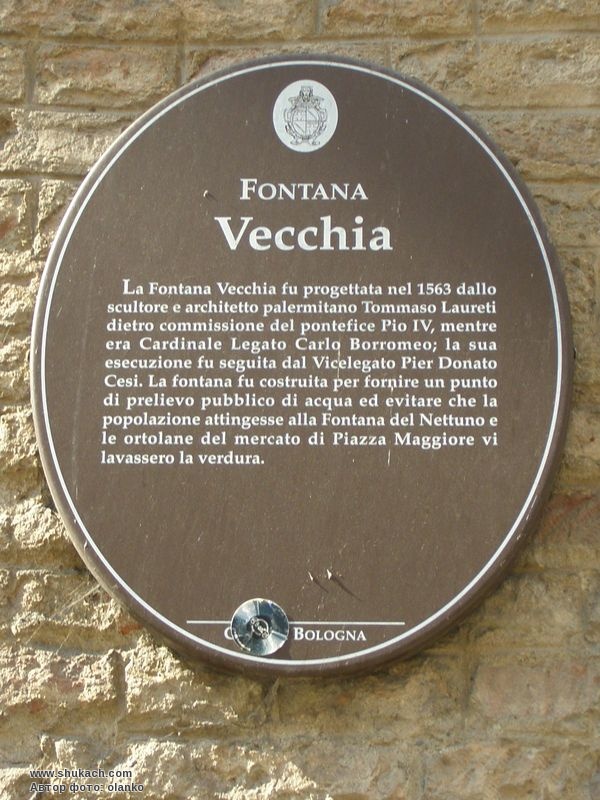 FONTANA
Vecchia
La Fontana Vecchia fu progettata nel 1563 dallo
scultore e architetto palermitano Tommaso Laureti
dietro commissione del pontefice Pio IV, mentre
era Cardinale Legato Carlo Borromeo; la sua
esecuzione fu seguita dal Vicelegato Pier Donato
Cesi. La fontana fu costruita per fornire un punto
di prelievo pubblico di acqua ed evitare che la
popolazione attingesse alla Fontana del Nettuno e
le ortolane del mercato di Piazza Maggiore vi
lavassero la verdura.
BOLOGNA
www.shukach.com
Автор фото: olanko